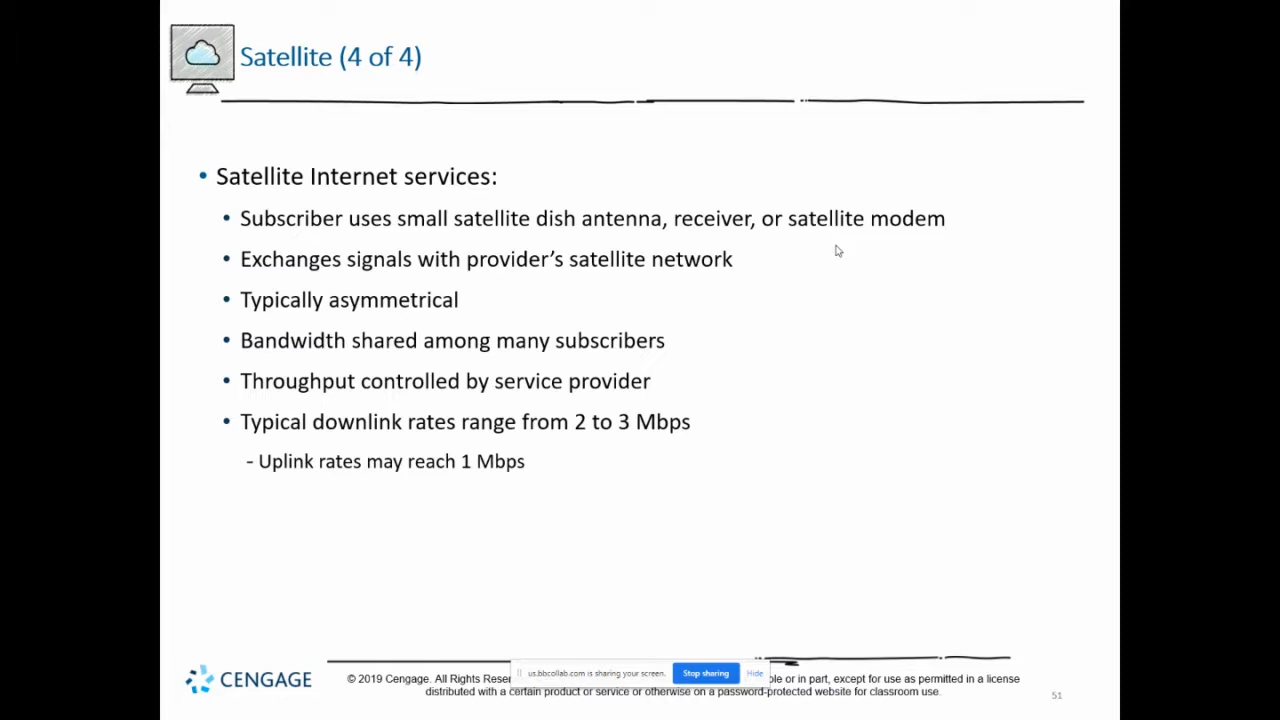 Satellite (4 of 4)
• Satellite Internet services:
• Subscriber uses small satellite dish antenna, receiver, or satellite modem
• Exchanges signals with provider’s satellite network
• Typically asymmetrical
• Bandwidth shared among many subscribers
• Throughput controlled by service provider
• Typical downlink rates range from 2 to 3 Mbps
- Uplink rates may reach 1 Mbps
CENGAGE
© 2019 Cengage. All Rights Reser
us.bbcollab.com is sharing your screen.
Stop sharing
Hide
ole or in part, except for use as permitted in a license
distributed with a certain product or service or otherwise on a password-protected website for classroom use.
51